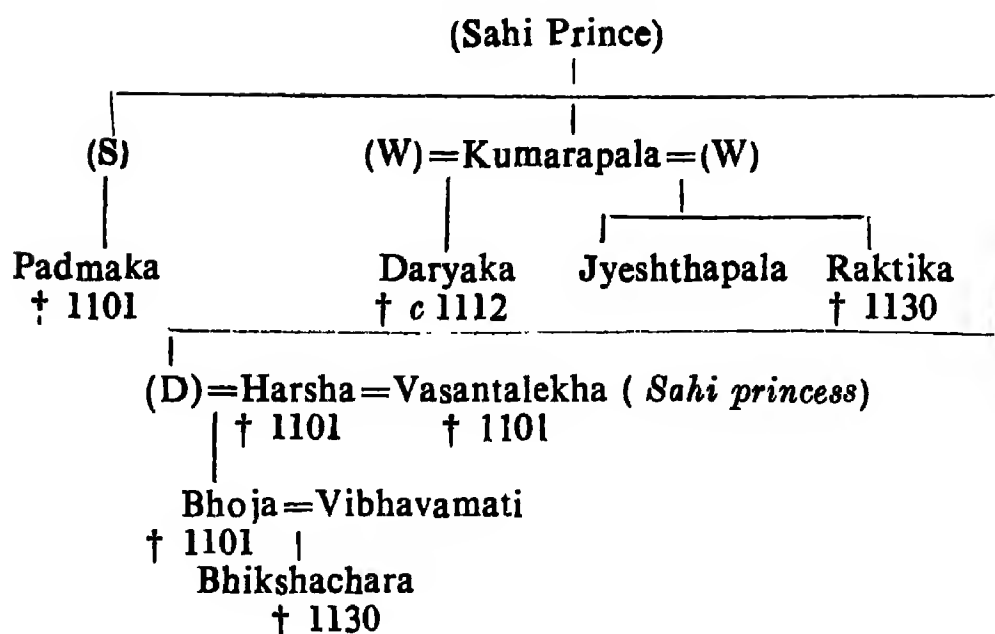 (Sahi Prince)
(S) (W)=Kumarapala=(W)
Padmaka Daryaka Jyeshthapala Raktika
† 1101 † c 1112 † 1130
(D)=Harsha=Vasantalekha ( Sahi princess)
† 1101 † 1101
Bhoja=Vibhavamati
† 1101
Bhikshachara
† 1130